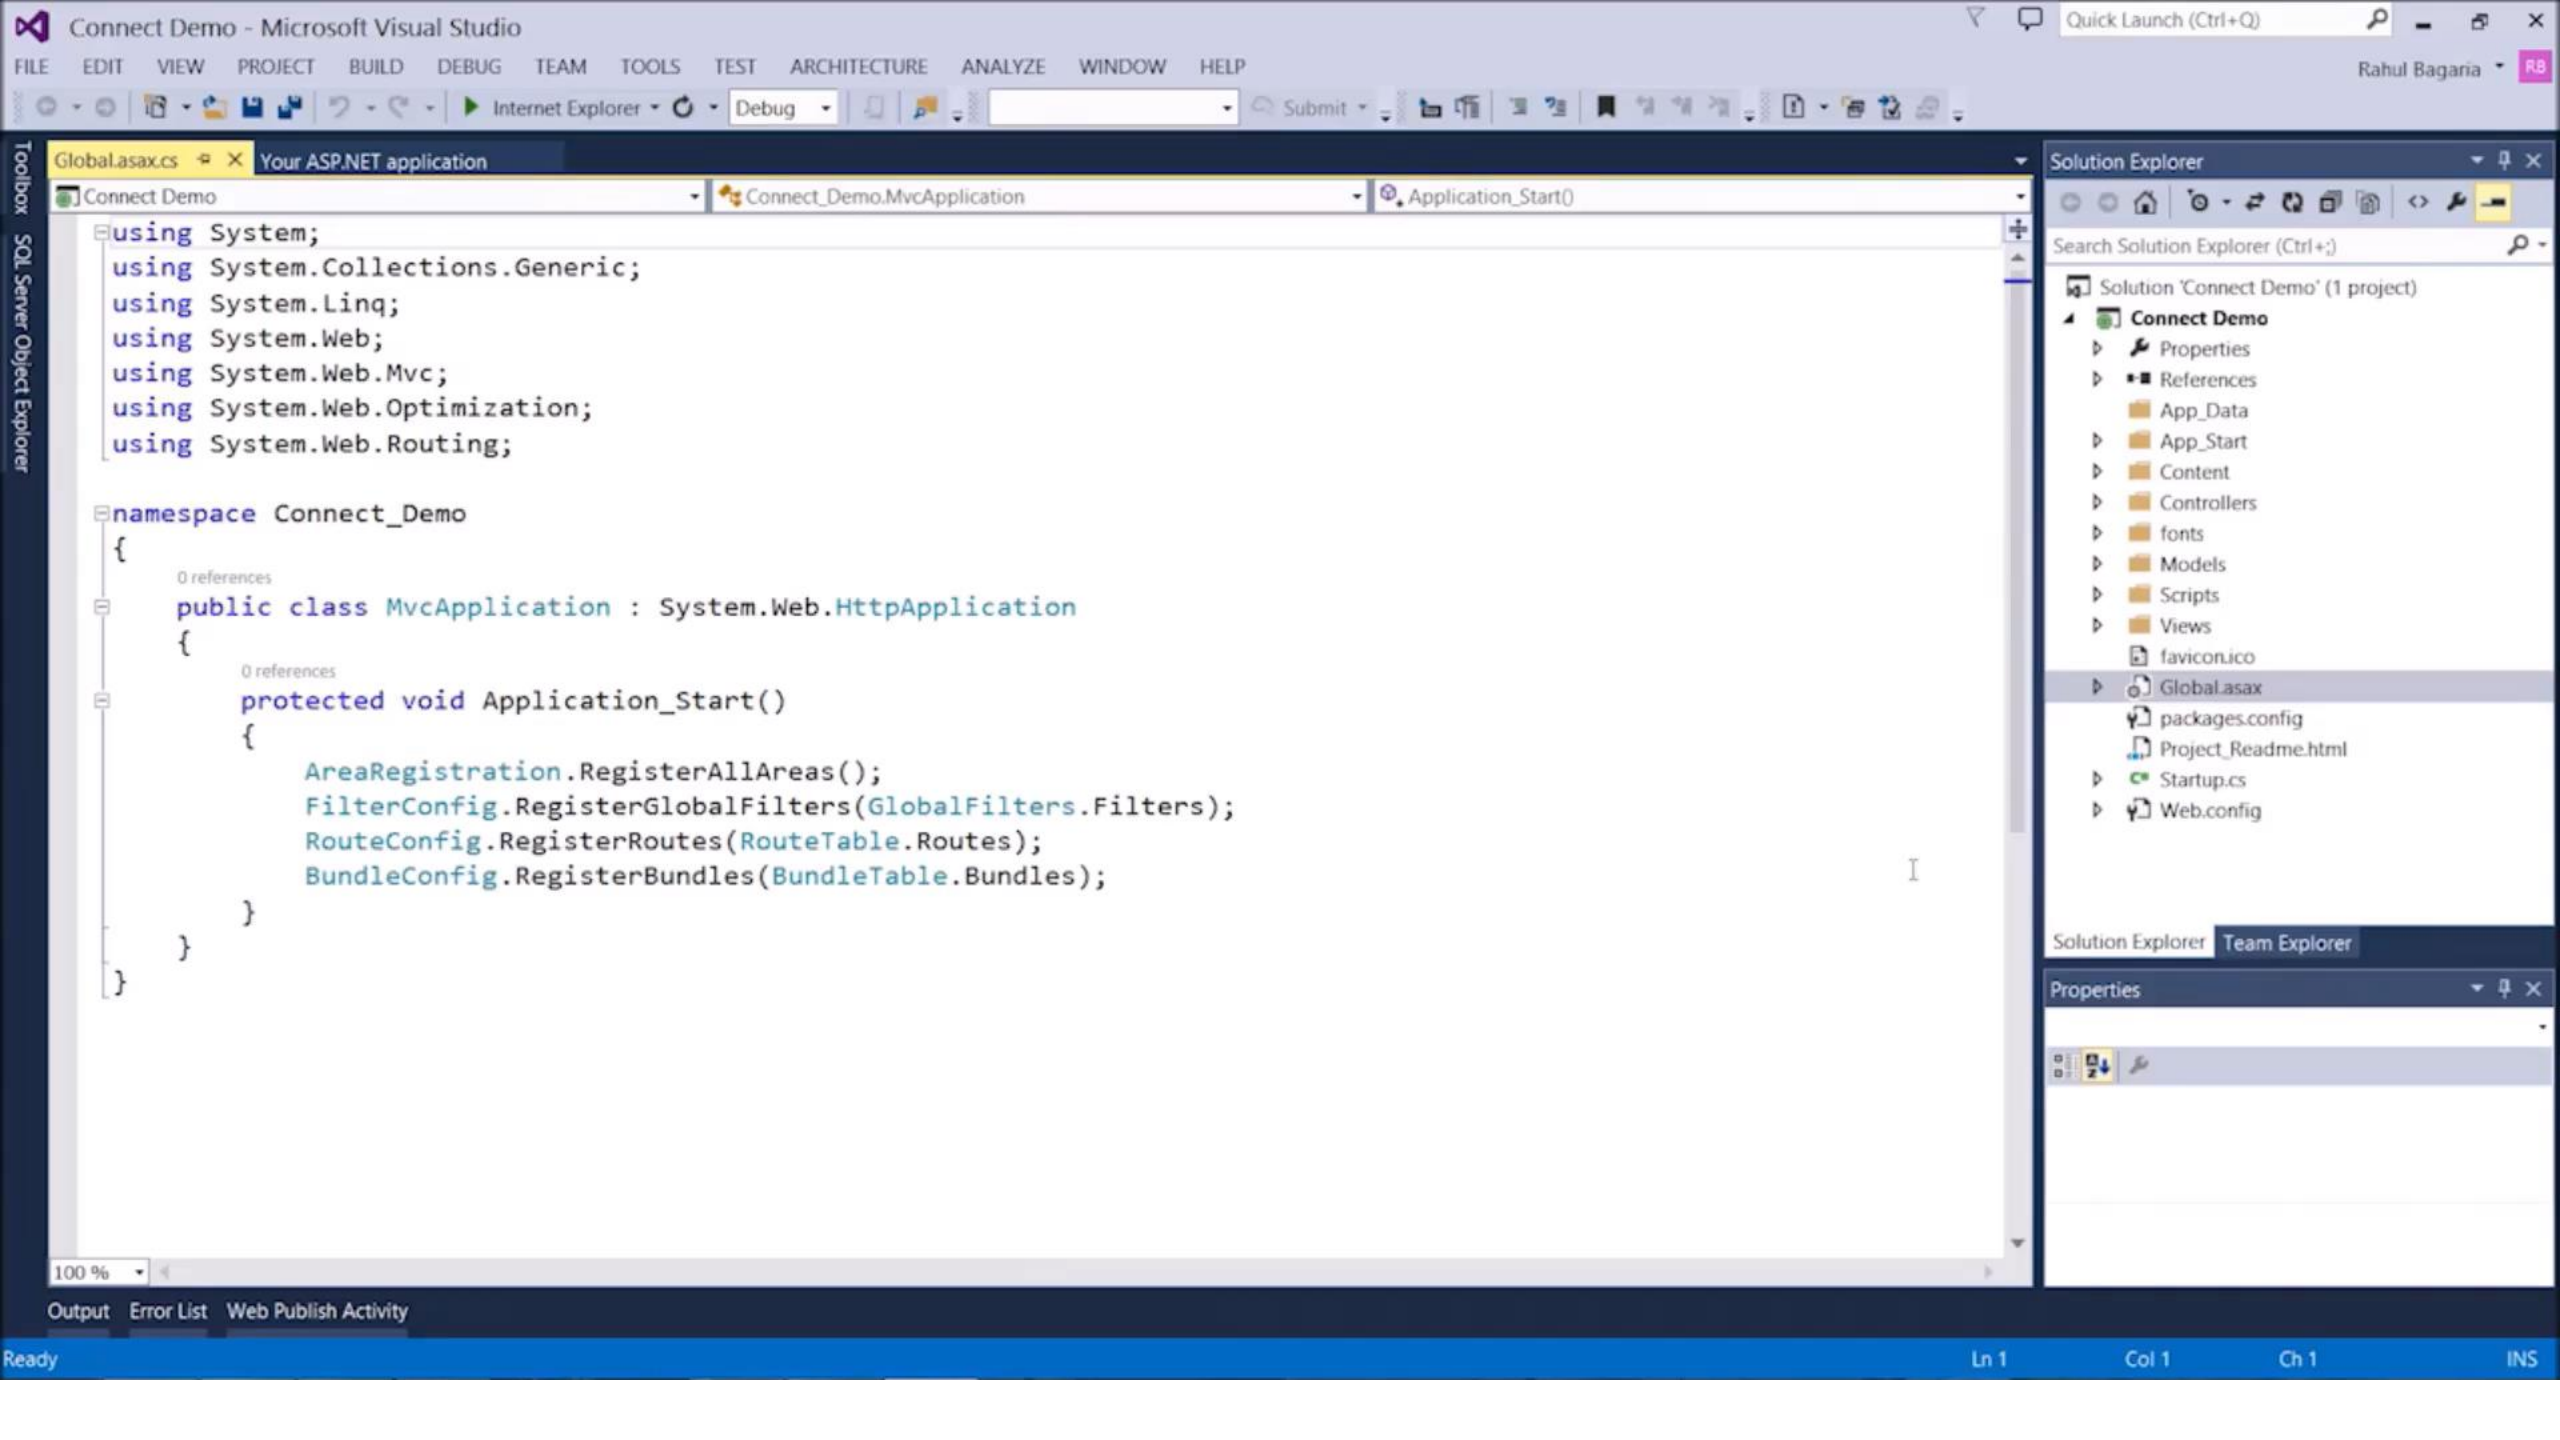 Connect Demo - Microsoft Visual Studio
Quick Launch (Ctrl+Q)
FILE EDIT VIEW PROJECT BUILD DEBUG TEAM TOOLS TEST ARCHITECTURE ANALYZE WINDOW HELP
Rahul Bagaria RB
Internet Explorer Debug Submit
Toolbox
SQL Server Object Explorer
Global.asax.cs Your ASP.NET application
Connect Demo Connect_Demo.MvcApplication Application_Start()
using System;
using System.Collections.Generic;
using System.Linq;
using System.Web;
using System.Web.Mvc;
using System.Web.Optimization;
using System.Web.Routing;
namespace Connect_Demo
{
0 references
public class MvcApplication : System.Web.HttpApplication
{
0 references
protected void Application_Start()
{
AreaRegistration.RegisterAllAreas();
FilterConfig.RegisterGlobalFilters(GlobalFilters.Filters);
RouteConfig.RegisterRoutes(RouteTable.Routes);
BundleConfig.RegisterBundles(BundleTable.Bundles);
}
}
}
100 %
Solution Explorer
Search Solution Explorer (Ctrl+;)
Solution 'Connect Demo' (1 project)
Connect Demo
Properties
References
App_Data
App_Start
Content
Controllers
fonts
Models
Scripts
Views
favicon.ico
Global.asax
packages.config
Project_Readme.html
Startup.cs
Web.config
Solution Explorer Team Explorer
Properties
Output Error List Web Publish Activity
Ready Ln 1 Col 1 Ch 1 INS